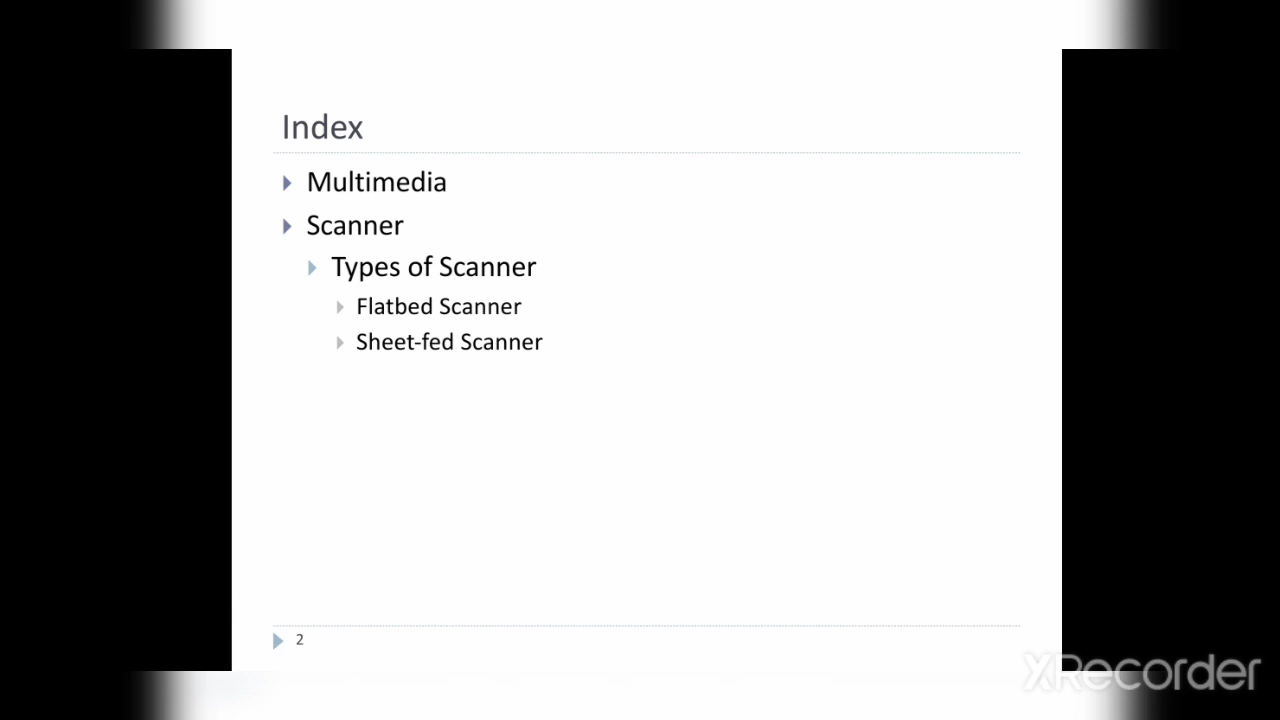 Index
Multimedia
Scanner
Types of Scanner
Flatbed Scanner
Sheet-fed Scanner
2
XRecorder